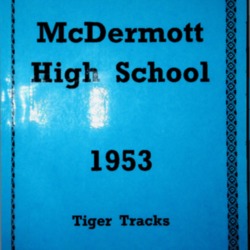 McDermott
High School
1953
Tiger Tracks